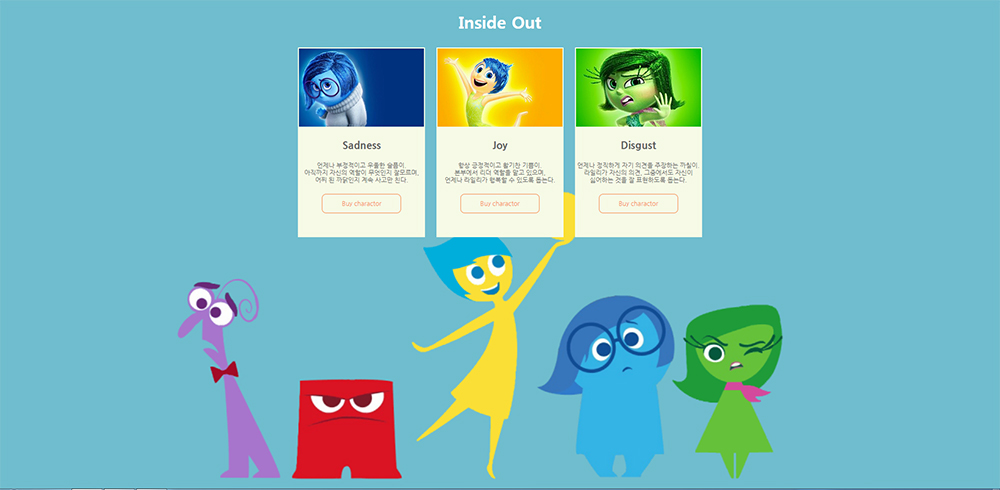 Inside Out
Sadness
언제나 부정적이고 우울한 슬픔이.
아직까지 자신의 역할이 무엇인지 잘모르며,
어찌 된 까닭인지 계속 사고만 친다.
Buy charactor
Joy
항상 긍정적이고 활기찬 기쁨이.
본부에서 리더 역할을 맡고 있으며,
언제나 라일리가 행복할 수 있도록 돕는다.
Buy charactor
Disgust
언제나 정직하게 자기 의견을 주장하는 까칠이.
라일리가 자신의 의견, 그중에서도 자신이
싫어하는 것을 잘 표현하도록 돕는다.
Buy charactor